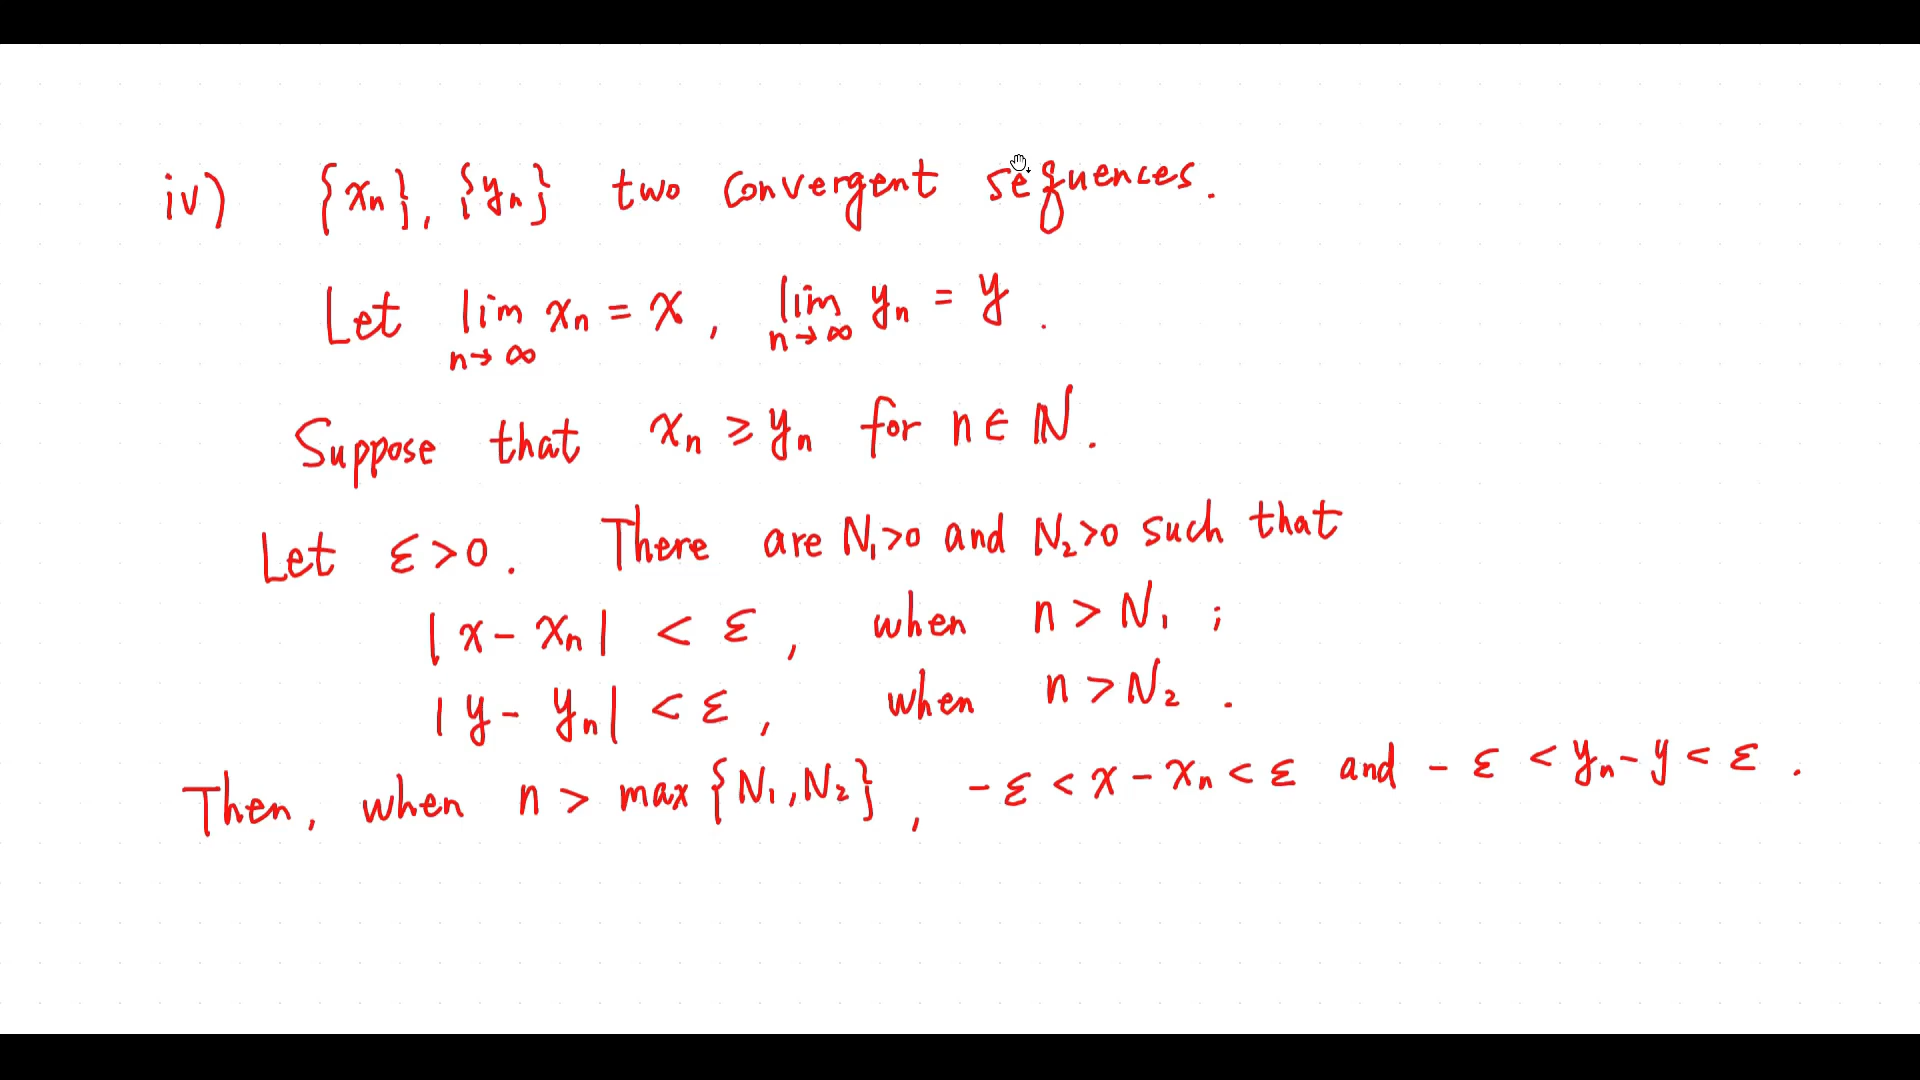 iv) {xₙ}, {yₙ} two convergent sequences.
Let lim_{n→∞} xₙ = x, lim_{n→∞} yₙ = y.
Suppose that xₙ ≥ yₙ for n ∈ ℕ.
Let ε > 0. There are N₁>0 and N₂>0 such that
|x - xₙ| < ε, when n > N₁;
|y - yₙ| < ε, when n > N₂.
Then, when n > max {N₁, N₂}, -ε < x - xₙ < ε and -ε < yₙ - y < ε.